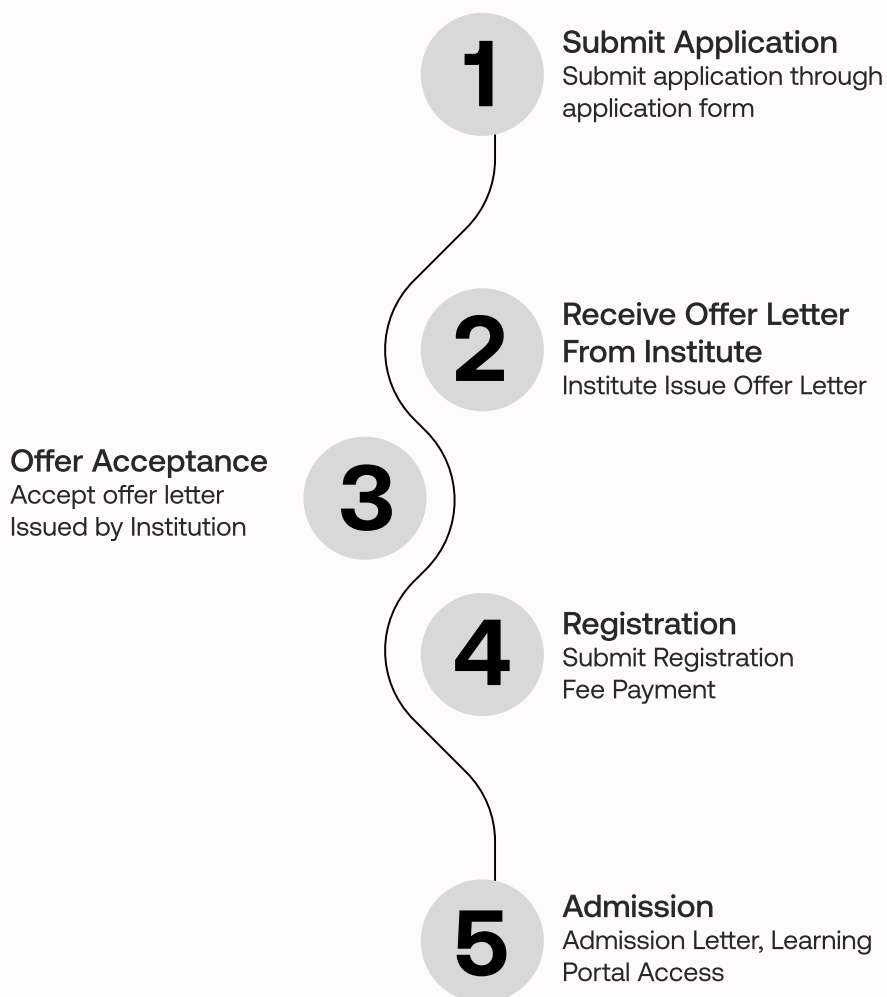 1
Submit Application
Submit application through
application form
2
Receive Offer Letter
From Institute
Institute Issue Offer Letter
3
Offer Acceptance
Accept offer letter
Issued by Institution
4
Registration
Submit Registration
Fee Payment
5
Admission
Admission Letter, Learning
Portal Access